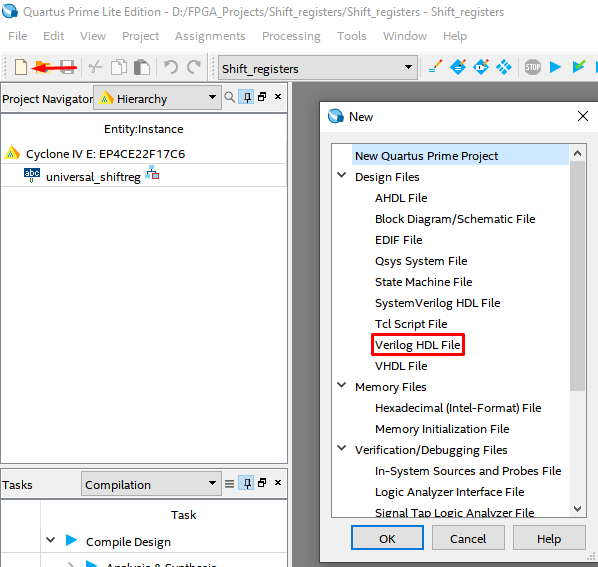 Quartus Prime Lite Edition - D:/FPGA_Projects/Shift_registers/Shift_registers - Shift_registers
File Edit View Project Assignments Processing Tools Window Help
Shift_registers
STOP
Project Navigator Hierarchy
Entity:Instance
Cyclone IV E: EP4CE22F17C6
abc universal_shiftreg
Tasks Compilation
Task
Compile Design
Analysis & Synthesis
New
New Quartus Prime Project
Design Files
AHDL File
Block Diagram/Schematic File
EDIF File
Qsys System File
State Machine File
SystemVerilog HDL File
Tcl Script File
Verilog HDL File
VHDL File
Memory Files
Hexadecimal (Intel-Format) File
Memory Initialization File
Verification/Debugging Files
In-System Sources and Probes File
Logic Analyzer Interface File
Signal Tap Logic Analyzer File
OK Cancel Help